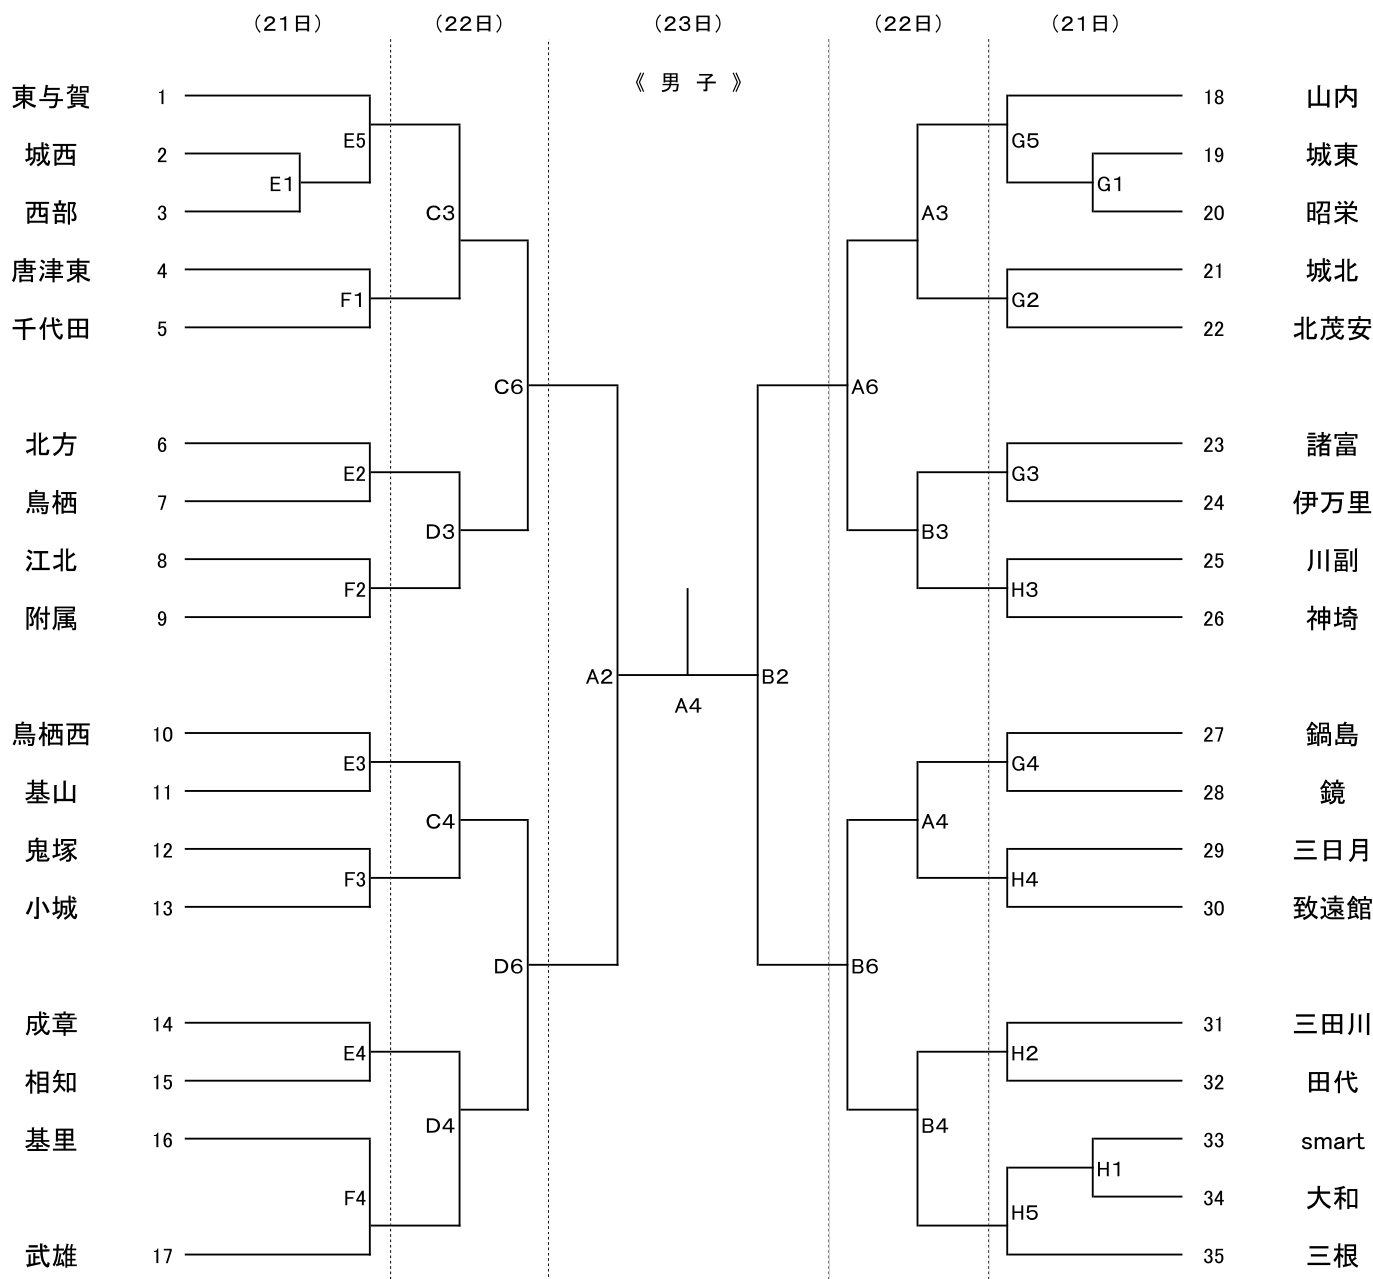 (21日) (22日) (23日) (22日) (21日)
《 男 子 》
東与賀 1 18 山内
E5 G5
城西 2 19 城東
E1 G1
西部 3 20 昭栄
C3 A3
唐津東 4 21 城北
F1 G2
千代田 5 22 北茂安
C6 A6
北方 6 23 諸富
E2 G3
鳥栖 7 24 伊万里
D3 B3
江北 8 25 川副
F2 H3
附属 9 26 神埼
A2 B2
A4
鳥栖西 10 27 鍋島
E3 G4
基山 11 28 鏡
C4 A4
鬼塚 12 29 三日月
F3 H4
小城 13 30 致遠館
D6 B6
成章 14 31 三田川
E4 H2
相知 15 32 田代
D4 B4
基里 16 33 smart
H1
F4 34 大和
H5
武雄 17 35 三根